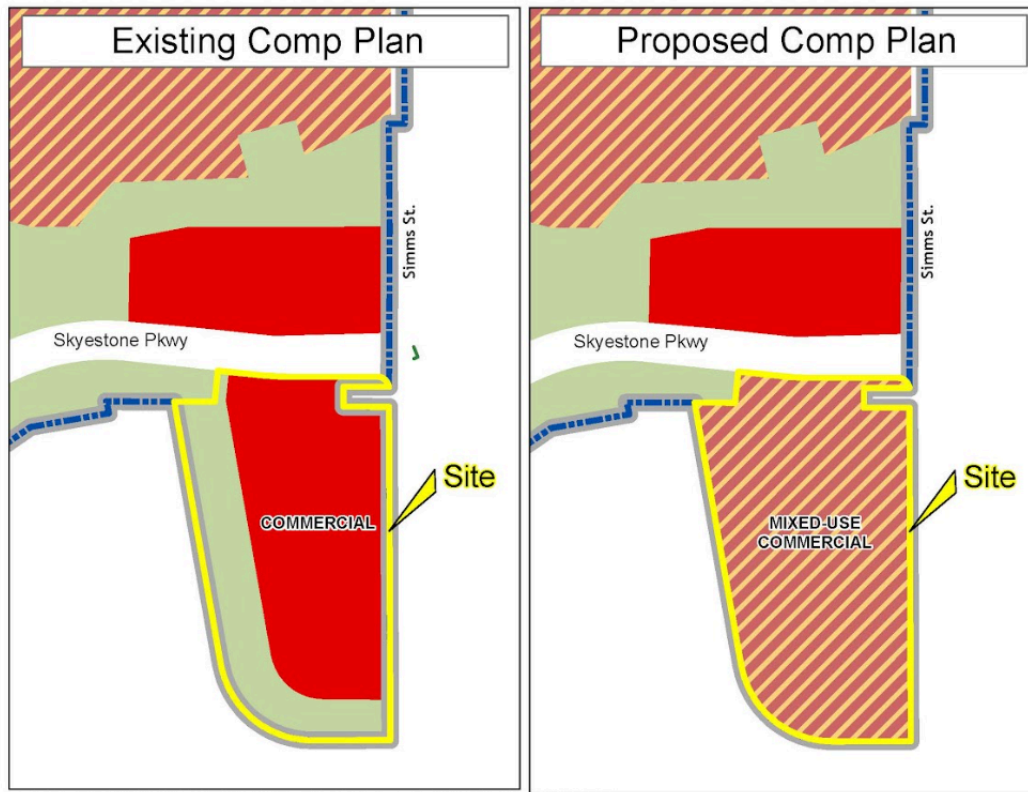 Existing Comp Plan
Simms St.
Skyestone Pkwy
Site
COMMERCIAL
Proposed Comp Plan
Simms St.
Skyestone Pkwy
Site
MIXED-USE
COMMERCIAL